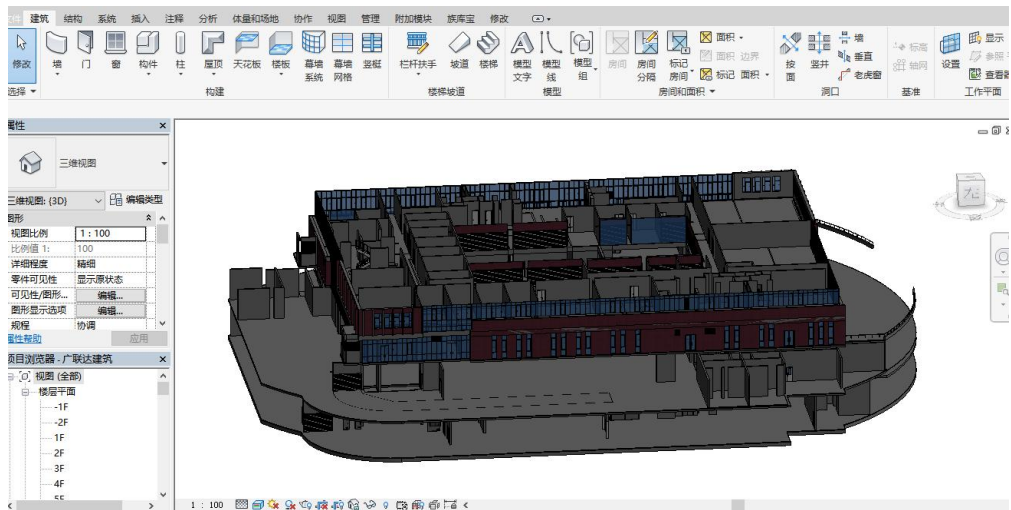 建筑 结构 系统 插入 注释 分析 体量和场地 协作 视图 管理 附加模块 族库宝 修改
修改 墙 门 窗 构件 柱 屋顶 天花板 楼板 幕墙系统 幕墙网格 竖梃 栏杆扶手 坡道 楼梯 模型文字 模型线 模型组 房间 房间分隔 标记房间 面积 面积 边界 标记 面积 按面 竖井 墙 垂直 老虎窗 标高 轴网 设置 显示 参照 查看器
选择 构建 楼梯坡道 模型 房间和面积 洞口 基准 工作平面
属性
三维视图
三维视图: {3D} 编辑类型
图形
视图比例 1 : 100
比例值 1: 100
详细程度 精细
零件可见性 显示原状态
可见性/图形... 编辑...
图形显示选项 编辑...
规程 协调
属性帮助 应用
项目浏览器 - 广联达建筑
视图 (全部)
楼层平面
-1F
-2F
1F
2F
3F
4F
5F
左
1 : 100